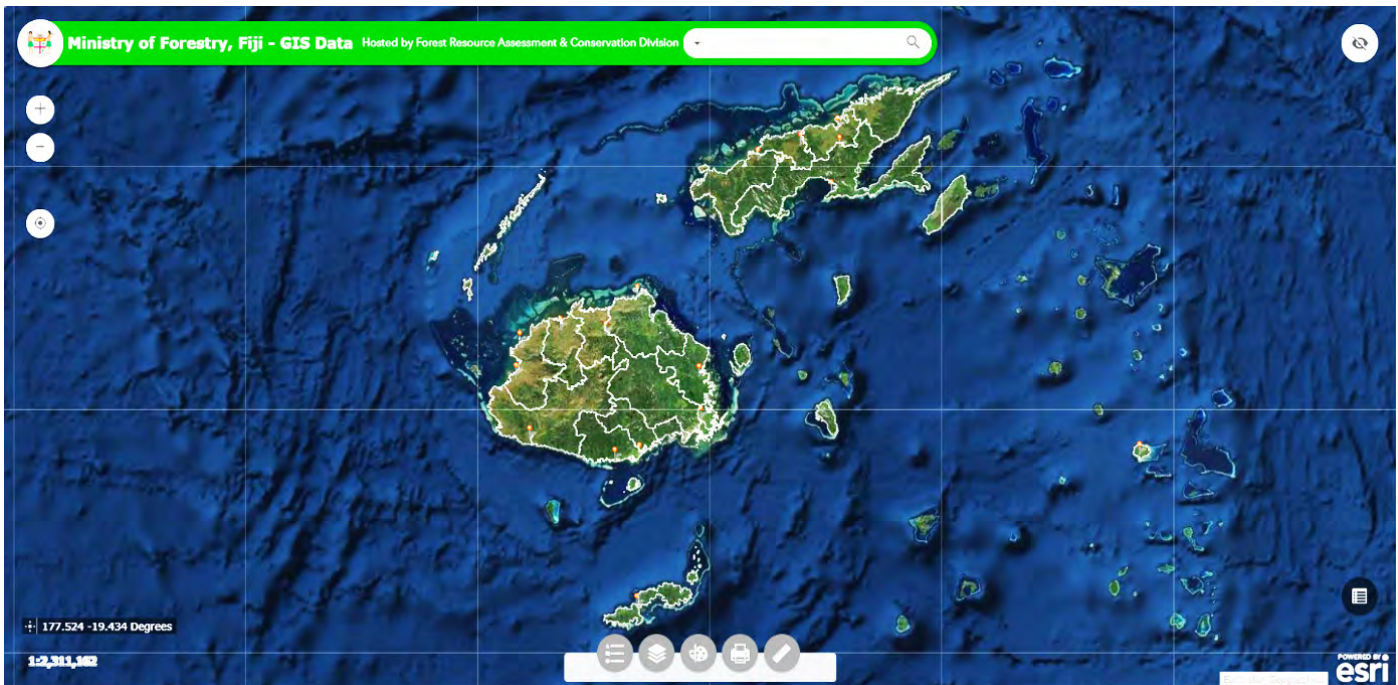 Ministry of Forestry, Fiji - GIS Data Hosted by Forest Resource Assessment & Conservation Division
177.524 -19.434 Degrees
1:2,311,162
POWERED BY
esri